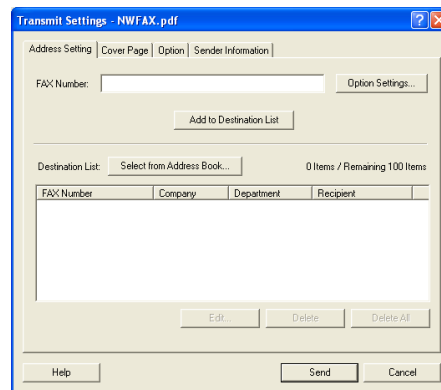 Transmit Settings - NWFAX.pdf
Address Setting Cover Page Option Sender Information
FAX Number: Option Settings...
Add to Destination List
Destination List: Select from Address Book... 0 Items / Remaining 100 Items
FAX Number Company Department Recipient
Edit... Delete Delete All
Help Send Cancel